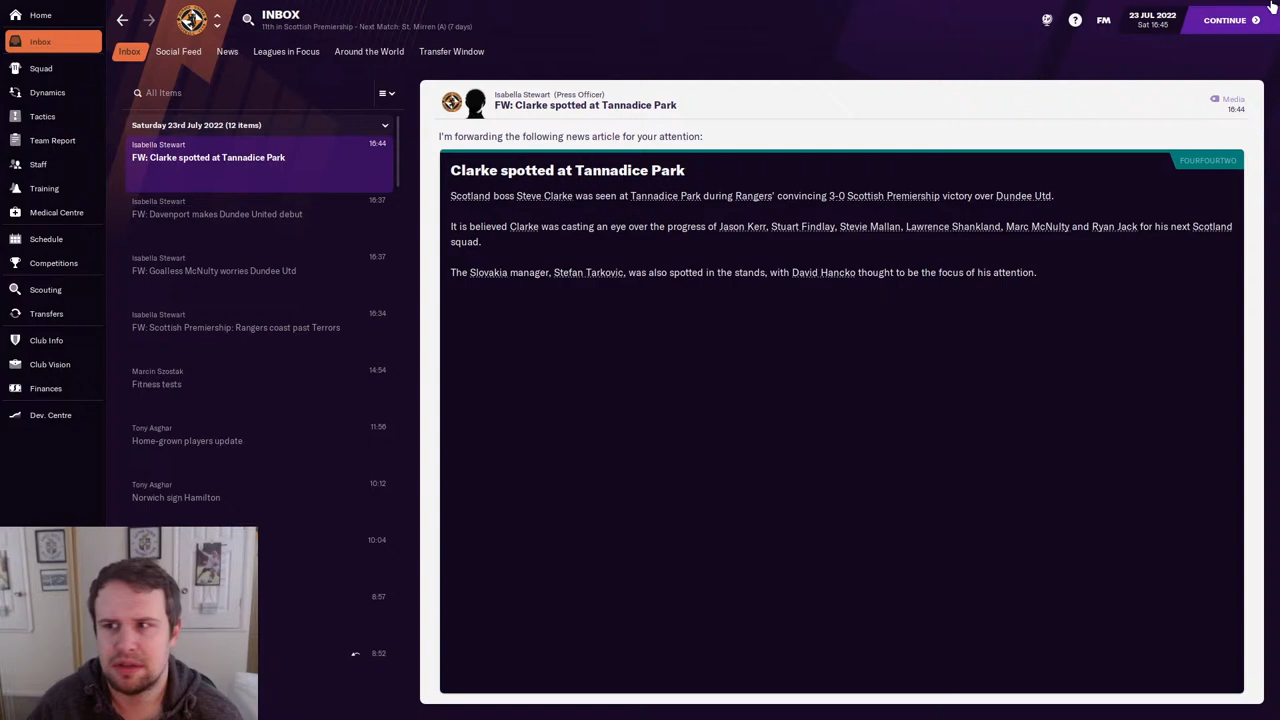 Home
Inbox
Squad
Dynamics
Tactics
Team Report
Staff
Training
Medical Centre
Schedule
Competitions
Scouting
Transfers
Club Info
Club Vision
Finances
Dev. Centre
INBOX
11th in Scottish Premiership - Next Match: St. Mirren (A) (7 days)
FM
23 JUL 2022
Sat 16:45
CONTINUE
Inbox
Social Feed
News
Leagues in Focus
Around the World
Transfer Window
All Items
Saturday 23rd July 2022 (12 items)
Isabella Stewart 16:44
FW: Clarke spotted at Tannadice Park
Isabella Stewart 16:37
FW: Davenport makes Dundee United debut
Isabella Stewart 16:37
FW: Goalless McNulty worries Dundee Utd
Isabella Stewart 16:34
FW: Scottish Premiership: Rangers coast past Terrors
Marcin Szostak 14:54
Fitness tests
Tony Asghar 11:56
Home-grown players update
Tony Asghar 10:12
Norwich sign Hamilton
10:04
8:57
8:52
Isabella Stewart (Press Officer)
FW: Clarke spotted at Tannadice Park
Media
16:44
I'm forwarding the following news article for your attention:
Clarke spotted at Tannadice Park
FOURFOURTWO
Scotland boss Steve Clarke was seen at Tannadice Park during Rangers' convincing 3-0 Scottish Premiership victory over Dundee Utd.
It is believed Clarke was casting an eye over the progress of Jason Kerr, Stuart Findlay, Stevie Mallan, Lawrence Shankland, Marc McNulty and Ryan Jack for his next Scotland
squad.
The Slovakia manager, Stefan Tarkovic, was also spotted in the stands, with David Hancko thought to be the focus of his attention.